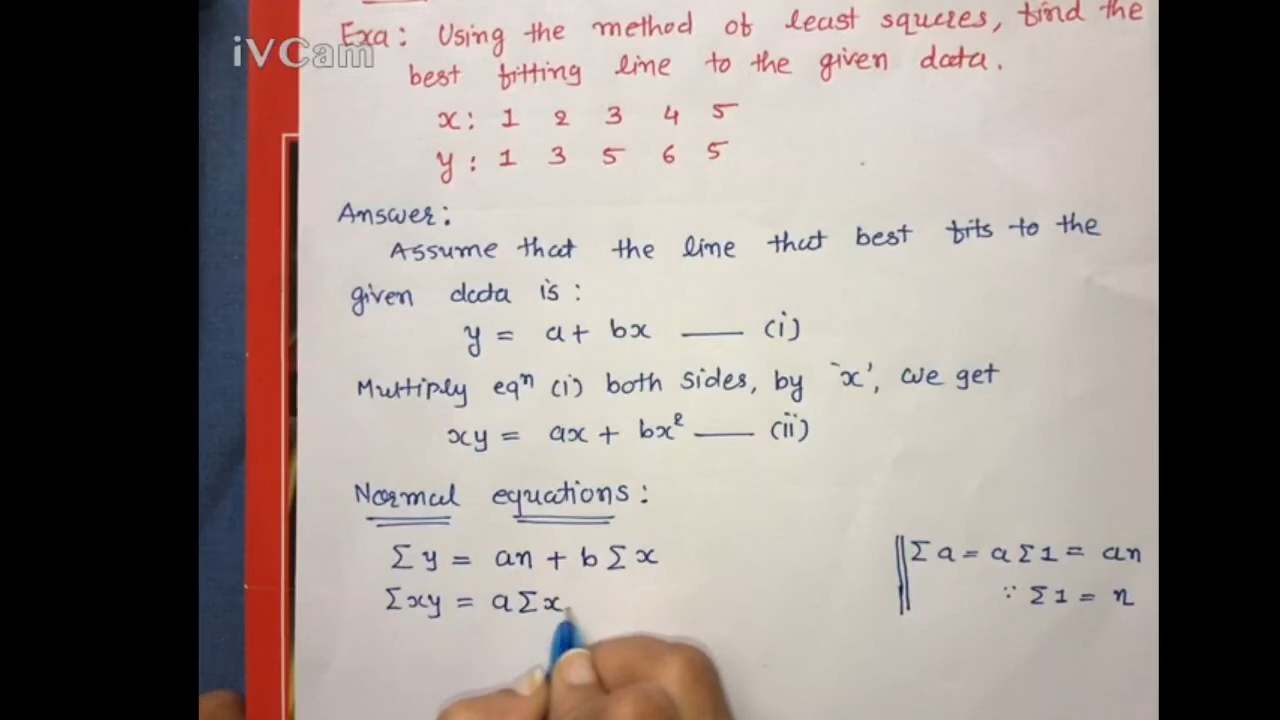 iVCam
Exa: Using the method of least squeres, find the
best fitting line to the given data.
x: 1 2 3 4 5
y: 1 3 5 6 5
Answer:
Assume that the line that best fits to the
given data is:
y = a + bx —— (i)
Multiply eqⁿ (i) both sides, by `x', we get
xy = ax + bx² —— (ii)
Normal equations:
Σy = an + bΣx
Σxy = aΣx
Σa = aΣ1 = an
∵ Σ1 = n